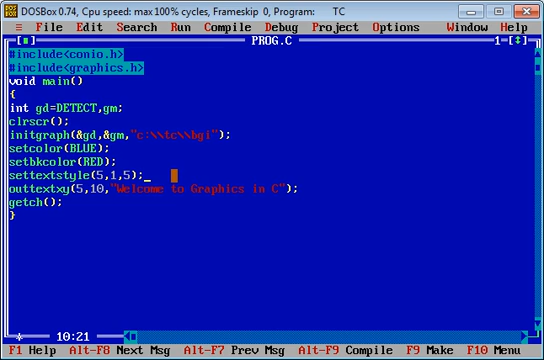 DOSBox 0.74, Cpu speed: max 100% cycles, Frameskip 0, Program: TC
≡ File Edit Search Run Compile Debug Project Options Window Help
[■] PROG.C 1=[↕]
#include<conio.h>
#include<graphics.h>
void main()
{
int gd=DETECT,gm;
clrscr();
initgraph(&gd,&gm,"c:\\tc\\bgi");
setcolor(BLUE);
setbkcolor(RED);
settextstyle(5,1,5);_
outtextxy(5,10,"Welcome to Graphics in C");
getch();
}
* 10:21
F1 Help Alt-F8 Next Msg Alt-F7 Prev Msg Alt-F9 Compile F9 Make F10 Menu